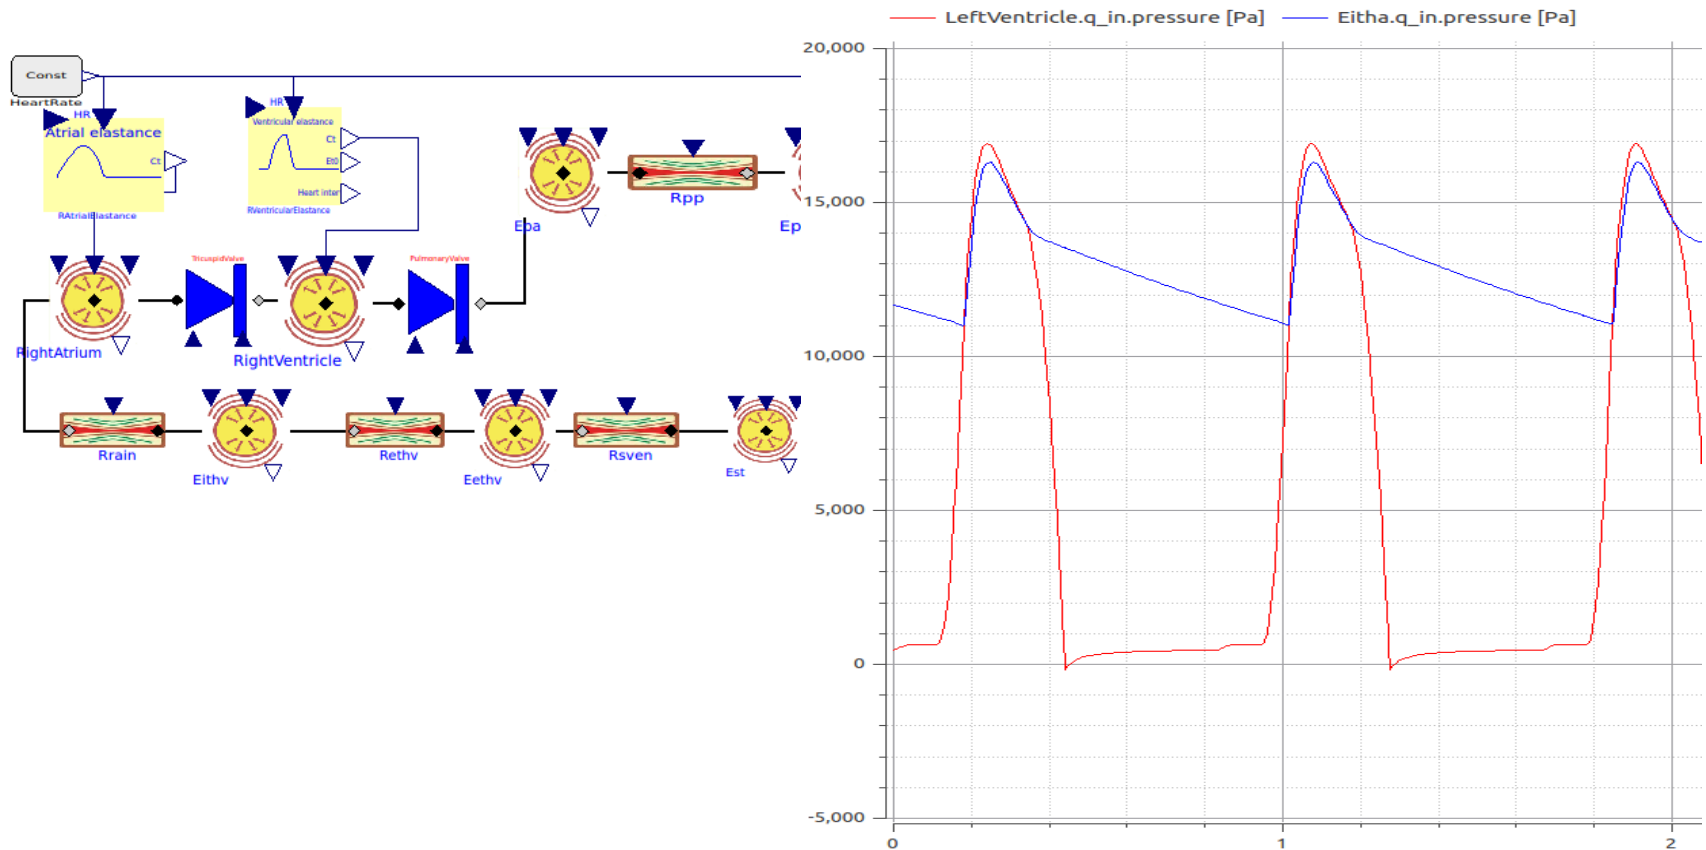 LeftVentricle.q_in.pressure [Pa] Eitha.q_in.pressure [Pa]
Const
HeartRate
HR
Atrial elastance
Ct
RAtrialElastance
HR
Ventricular elastance
Ct
Et0
Heart inter
RVentricularElastance
Eba
Rpp
Ep
RightAtrium
TricuspidValve
RightVentricle
PulmonaryValve
Rrain
Eithv
Rethv
Eethv
Rsven
Est
20,000
15,000
10,000
5,000
0
-5,000
0 1 2